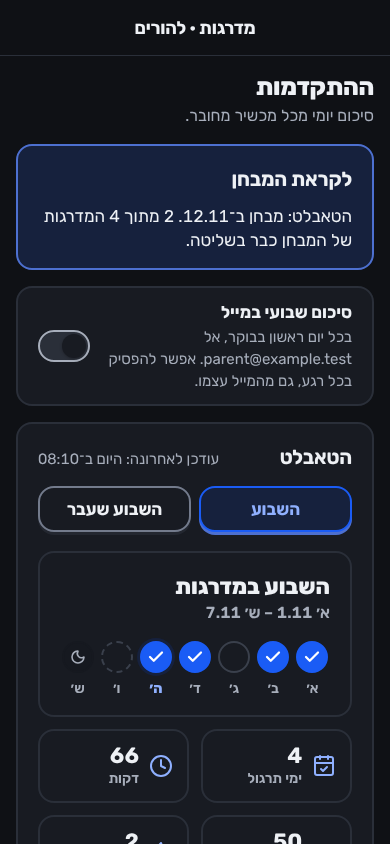 מדרגות • להורים
ההתקדמות
סיכום יומי מכל מכשיר מחובר.
לקראת המבחן
הטאבלט: מבחן ב־12.11. 2 מתוך 4 המדרגות
של המבחן כבר בשליטה.
סיכום שבועי במייל
בכל יום ראשון בבוקר, אל
parent@example.test. אפשר להפסיק
בכל רגע, גם מהמייל עצמו.
הטאבלט
עודכן לאחרונה: היום ב־08:10
השבוע
השבוע שעבר
השבוע במדרגות
א׳ 1.11 – ש׳ 7.11
א׳ ב׳ ג׳ ד׳ ה׳ ו׳ ש׳
4
ימי תרגול
66
דקות
50
2